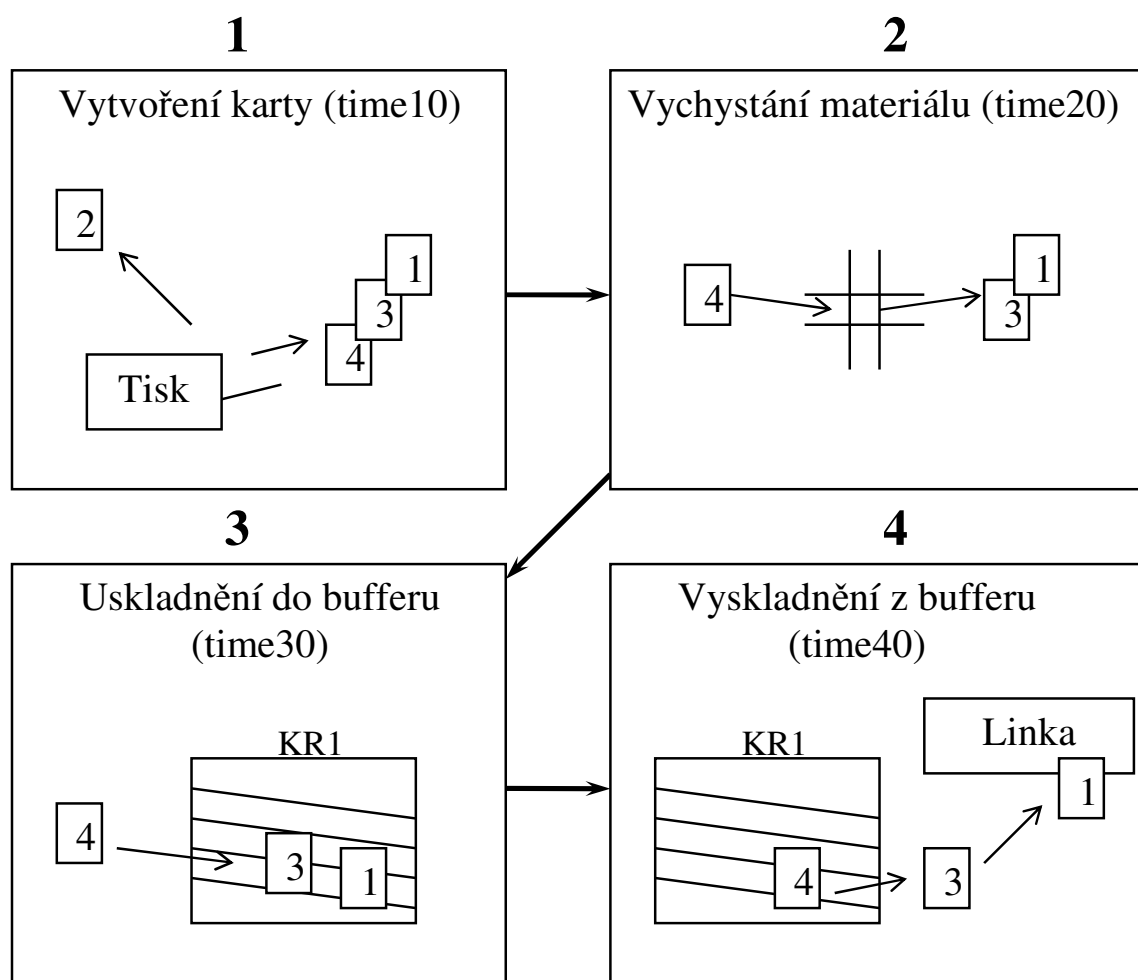 1
Vytvoření karty (time10)
2
1
3
4
Tisk
2
Vychystání materiálu (time20)
4
1
3
3
Uskladnění do bufferu
(time30)
KR1
4
3
1
4
Vyskladnění z bufferu
(time40)
Linka
KR1
1
4
3